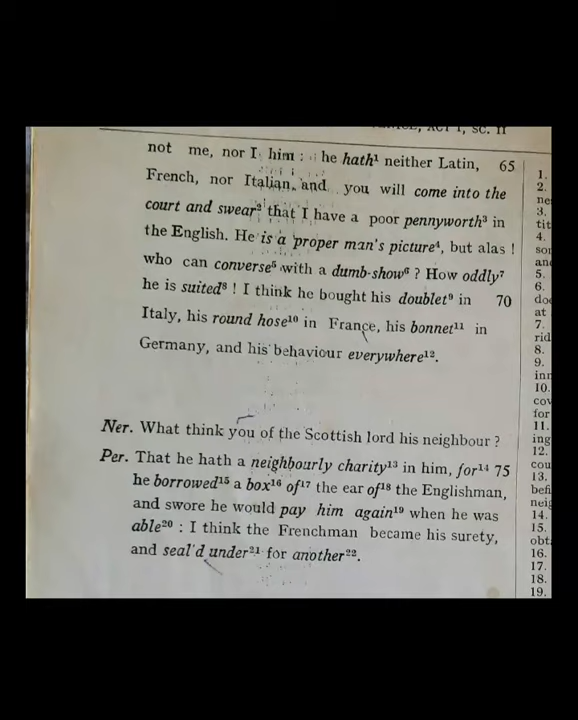 ACT I, SC. II
not me, nor I him : he hath¹ neither Latin, 65
French, nor Italian, and you will come into the
court and swear² that I have a poor pennyworth³ in
the English. He is a proper man's picture⁴, but alas !
who can converse⁵ with a dumb-show⁶ ? How oddly⁷
he is suited⁸ ! I think he bought his doublet⁹ in 70
Italy, his round hose¹⁰ in France, his bonnet¹¹ in
Germany, and his behaviour everywhere¹².
Ner. What think you of the Scottish lord his neighbour ?
Per. That he hath a neighbourly charity¹³ in him, for¹⁴ 75
he borrowed¹⁵ a box¹⁶ of¹⁷ the ear of¹⁸ the Englishman,
and swore he would pay him again¹⁹ when he was
able²⁰ : I think the Frenchman became his surety,
and seal'd under²¹ for another²².
1.
2.
3.
4.
5.
6.
at
7.
8.
9.
10.
for
11.
12.
13.
14.
15.
16.
17.
18.
19.